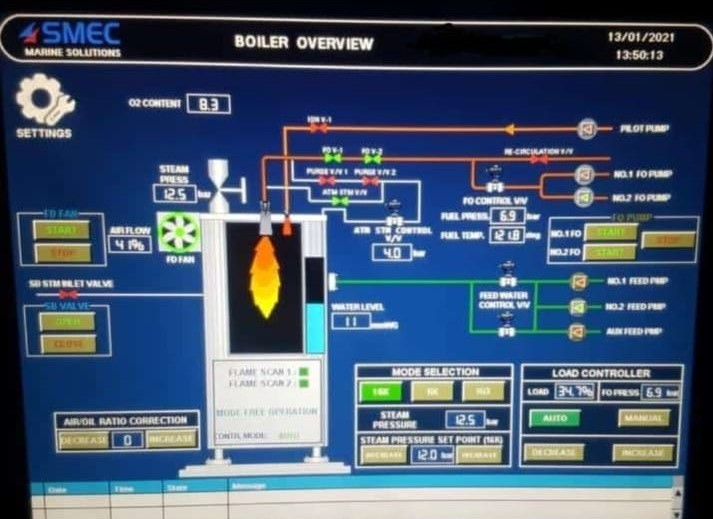 SMEC
MARINE SOLUTIONS
BOILER OVERVIEW
13/01/2021
13:50:13
SETTINGS
O2 CONTENT 8.3
IGN V-1
PILOT PUMP
FO V-1 FO V-2
RE-CIRCULATION V/V
STEAM PRESS
12.5 bar
PURGE V/V 1 PURGE V/V 2
NO.1 FO PUMP
ATM STM V/V
FO CONTROL V/V
NO.2 FO PUMP
FD FAN
START
STOP
AIR FLOW
41%
FD FAN
ATM STM CONTROL V/V
4.0 bar
FUEL PRESS. 6.9 bar
FUEL TEMP. 121.8 deg
FO PUMP
NO.1 FO START
NO.2 FO START
STOP
SB STM INLET VALVE
SB VALVE
OPEN
CLOSE
WATER LEVEL
11 mmWG
FEED WATER CONTROL V/V
NO.1 FEED PMP
NO.2 FEED PMP
AUX FEED PMP
FLAME SCAN 1:
FLAME SCAN 2:
MODE FREE OPERATION
CONTR. MODE:
AIR/OIL RATIO CORRECTION
DECREASE 0 INCREASE
MODE SELECTION
16K 6K
STEAM PRESSURE 12.5 bar
STEAM PRESSURE SET POINT (16K)
DECREASE 12.0 bar INCREASE
LOAD CONTROLLER
LOAD 34.7% FO PRESS 6.9 bar
AUTO MANUAL
DECREASE INCREASE
Date Time State Message